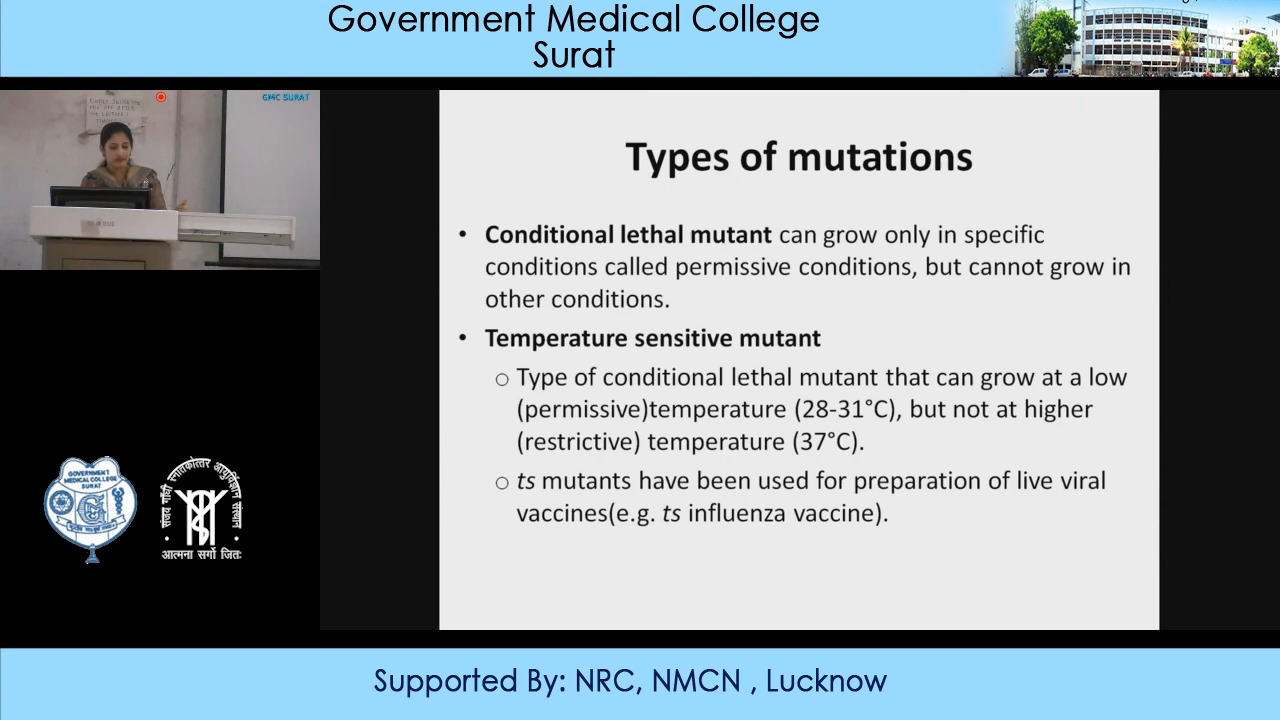 Government Medical College
Surat
GMC SURAT
Types of mutations
• Conditional lethal mutant can grow only in specific
conditions called permissive conditions, but cannot grow in
other conditions.
• Temperature sensitive mutant
○ Type of conditional lethal mutant that can grow at a low
(permissive)temperature (28-31°C), but not at higher
(restrictive) temperature (37°C).
○ ts mutants have been used for preparation of live viral
vaccines(e.g. ts influenza vaccine).
GOVERNMENT
MEDICAL COLLEGE
SURAT
संजय गाँधी स्नातकोत्तर आयुर्विज्ञान संस्थान
आत्मना सर्गो जितः
Supported By: NRC, NMCN , Lucknow